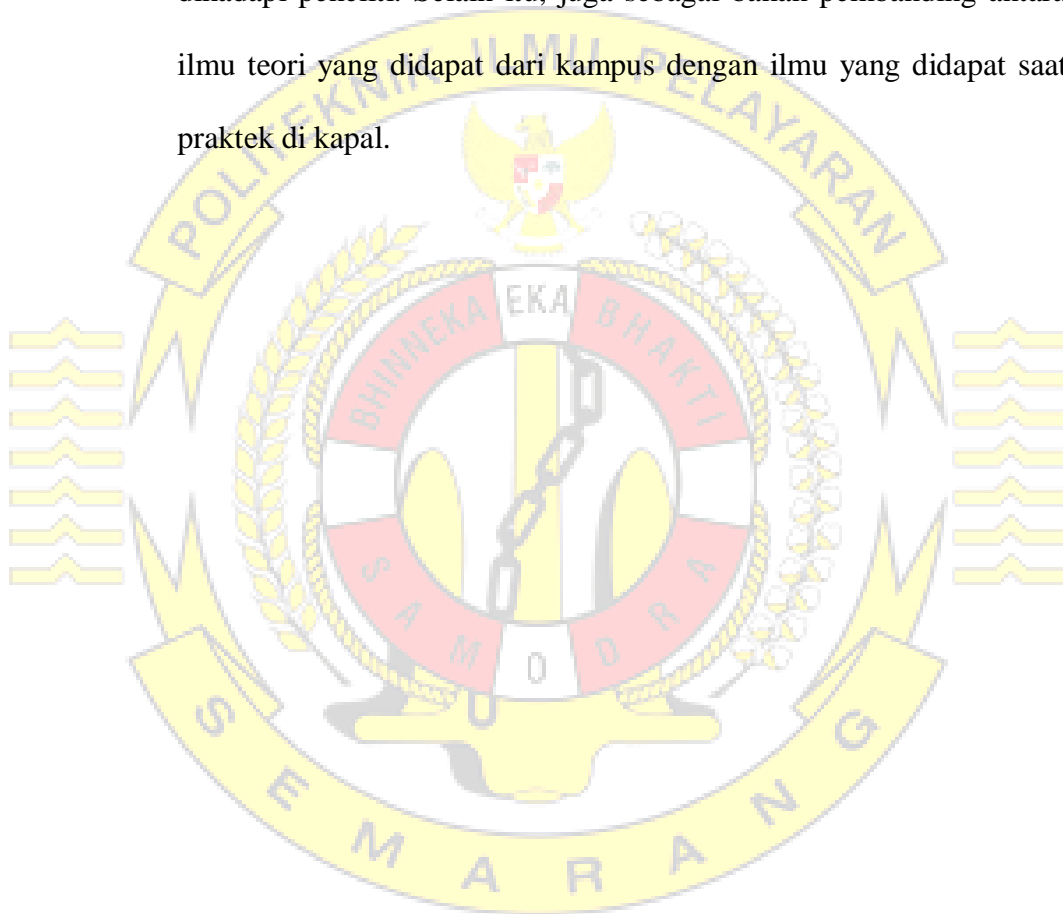 ilmu teori yang didapat dari kampus dengan ilmu yang didapat saat
praktek di kapal.
POLITEKNIK ILMU PELAYARAN
BHINNEKA EKA BHAKTI
SAMODRA
SEMARANG